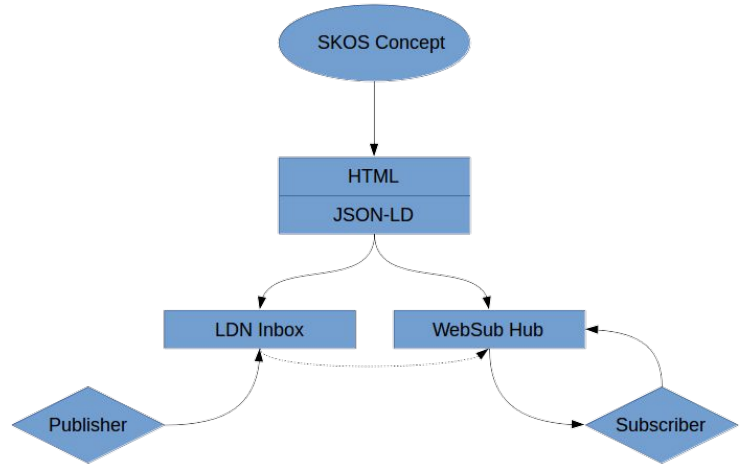 SKOS Concept
HTML
JSON-LD
LDN Inbox
WebSub Hub
Publisher
Subscriber